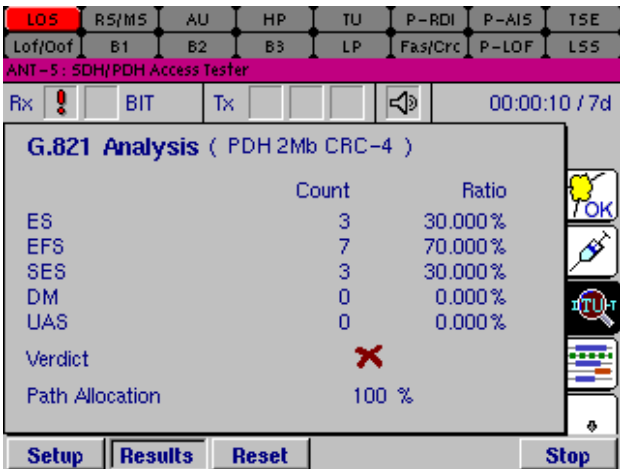 LOS RS/MS AU HP TU P-RDI P-AIS TSE
Lof/Oof B1 B2 B3 LP Fas/Crc P-LOF LSS
ANT-5: SDH/PDH Access Tester
Rx BIT Tx 00:00:10 / 7d
G.821 Analysis ( PDH 2Mb CRC-4 )
Count Ratio
ES 3 30.000%
EFS 7 70.000%
SES 3 30.000%
DM 0 0.000%
UAS 0 0.000%
Verdict
Path Allocation 100 %
OK
ITU-T
Setup Results Reset Stop